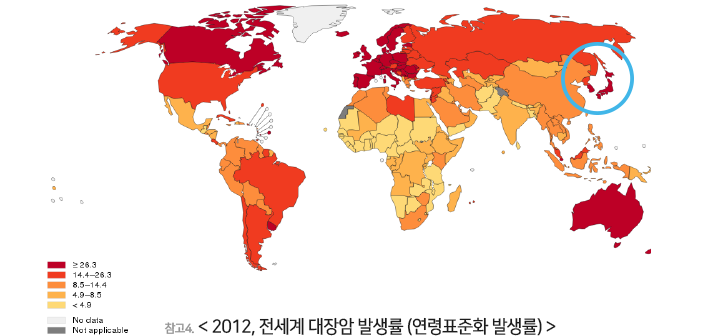 ≥ 26.3
14.4–26.3
8.5–14.4
4.9–8.5
< 4.9
No data
Not applicable
참고4. < 2012, 전세계 대장암 발생률 (연령표준화 발생률) >